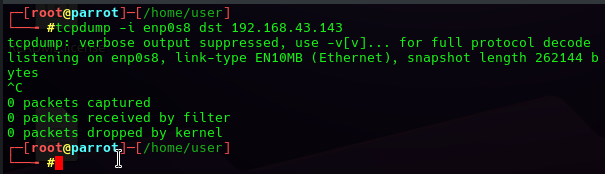 ┌─[root@parrot]─[/home/user]
└──╼ #tcpdump -i enp0s8 dst 192.168.43.143
tcpdump: verbose output suppressed, use -v[v]... for full protocol decode
listening on enp0s8, link-type EN10MB (Ethernet), snapshot length 262144 b
ytes
^C
0 packets captured
0 packets received by filter
0 packets dropped by kernel
┌─[root@parrot]─[/home/user]
└──╼ #